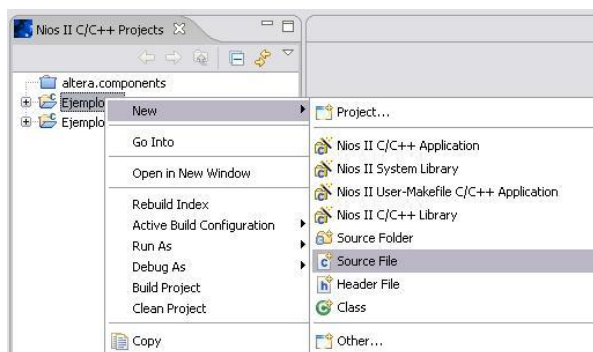 Nios II C/C++ Projects
altera.components
Ejemplo
Ejemplo
New
Go Into
Open in New Window
Rebuild Index
Active Build Configuration
Run As
Debug As
Build Project
Clean Project
Copy
Project...
Nios II C/C++ Application
Nios II System Library
Nios II User-Makefile C/C++ Application
Nios II C/C++ Library
Source Folder
Source File
Header File
Class
Other...